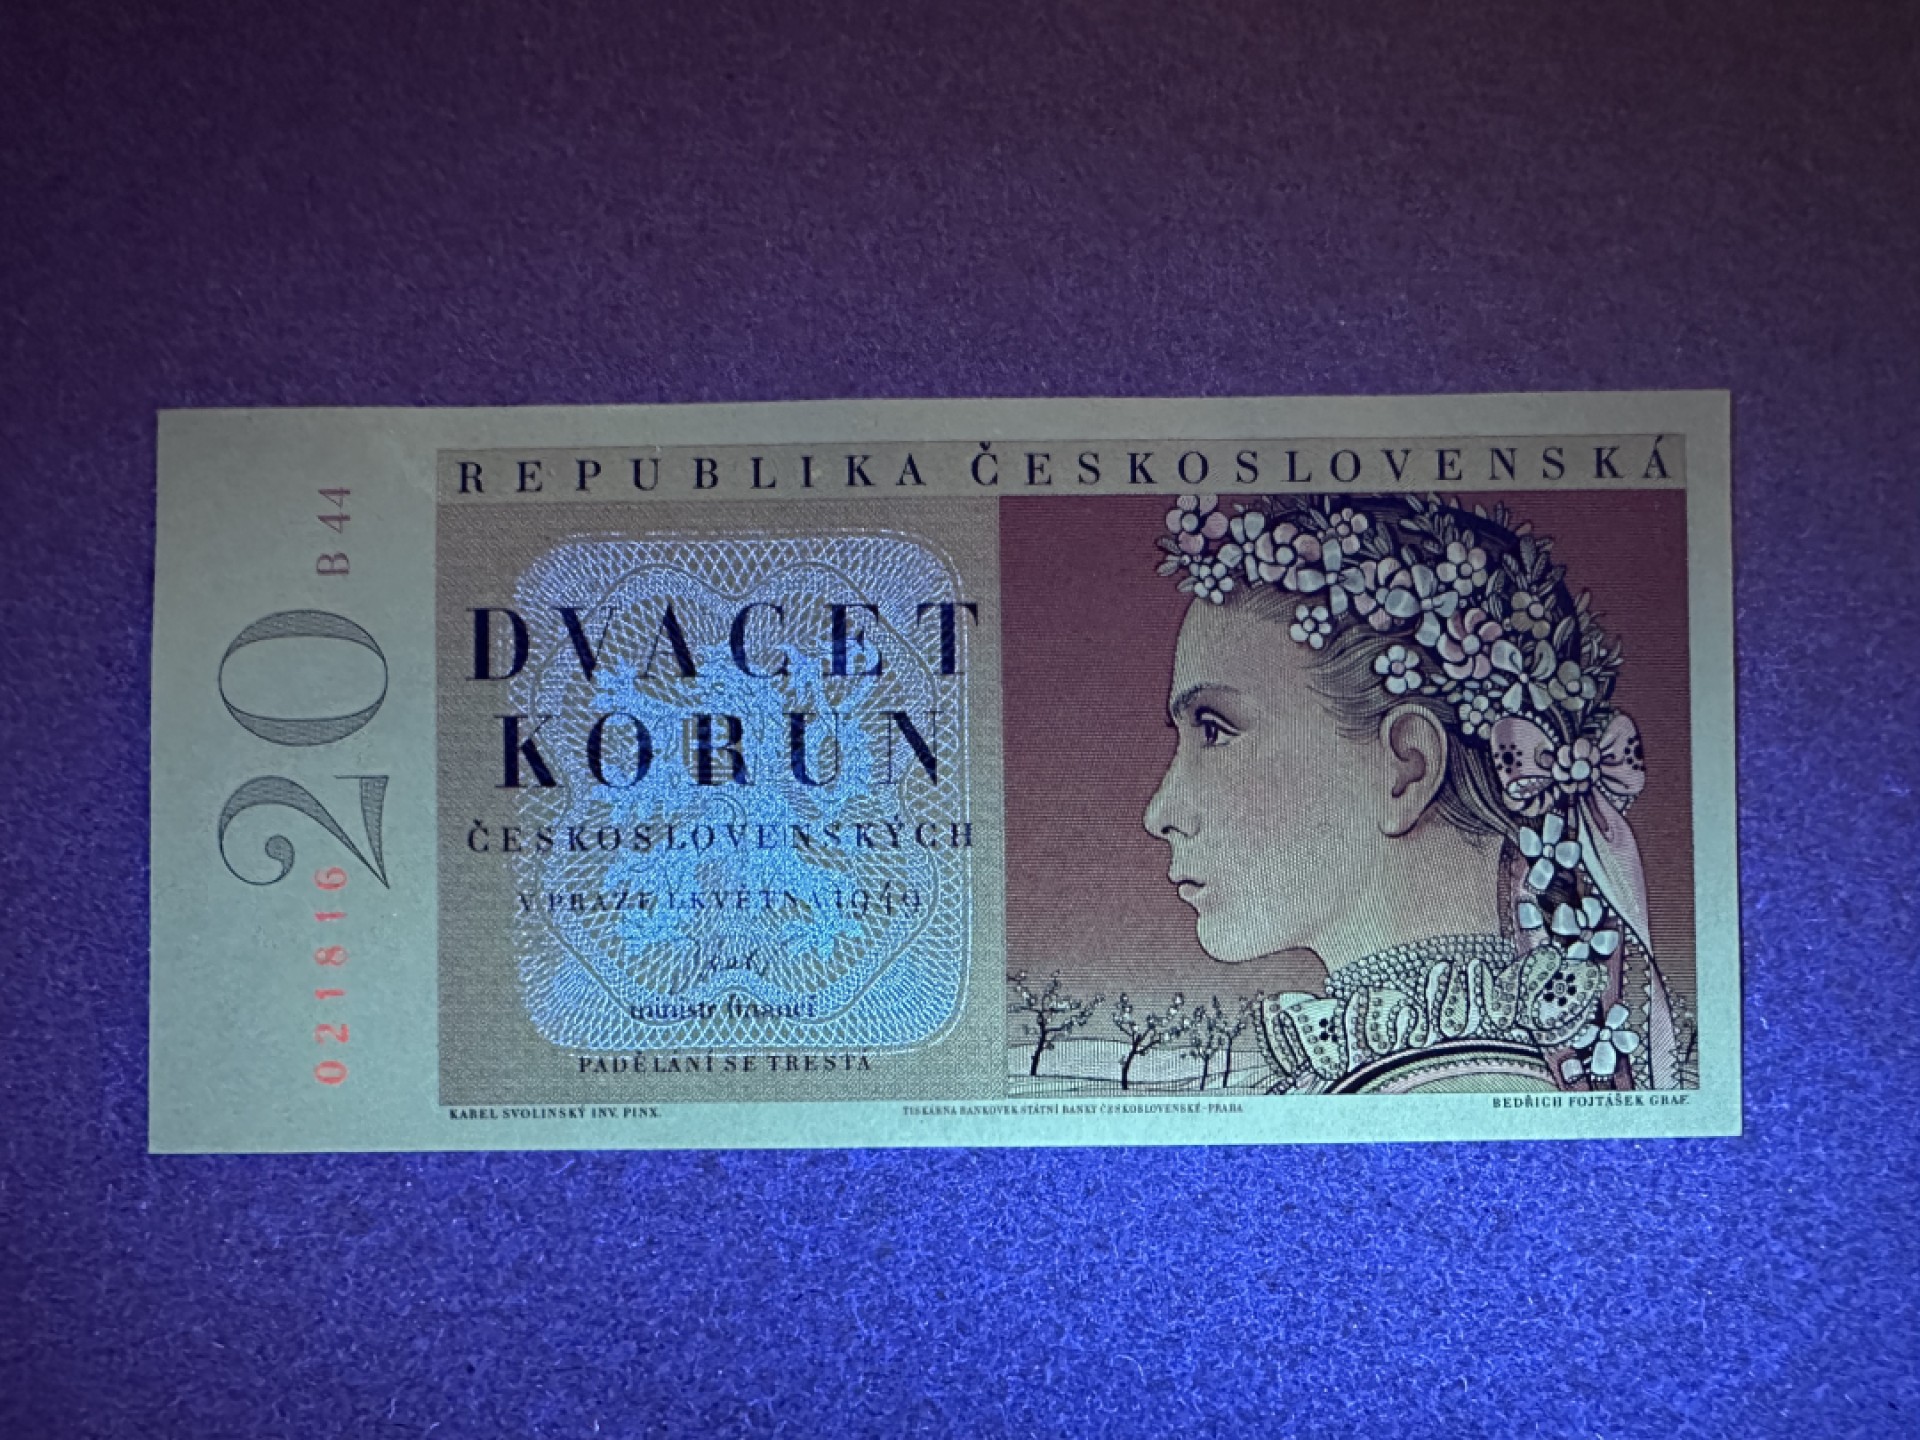 REPUBLIKA ČESKOSLOVENSKÁ
20
B 44
021816
DVACET
KORUN
ČESKOSLOVENSKÝCH
V PRAZE 1. KVĚTNA 1949
ministr financí
PADĚLÁNÍ SE TRESTÁ
KAREL SVOLINSKÝ INV. PINX.
TISKÁRNA BANKOVEK STÁTNÍ BANKY ČESKOSLOVENSKÉ - PRAHA
BEDŘICH FOJTÁŠEK GRAF.